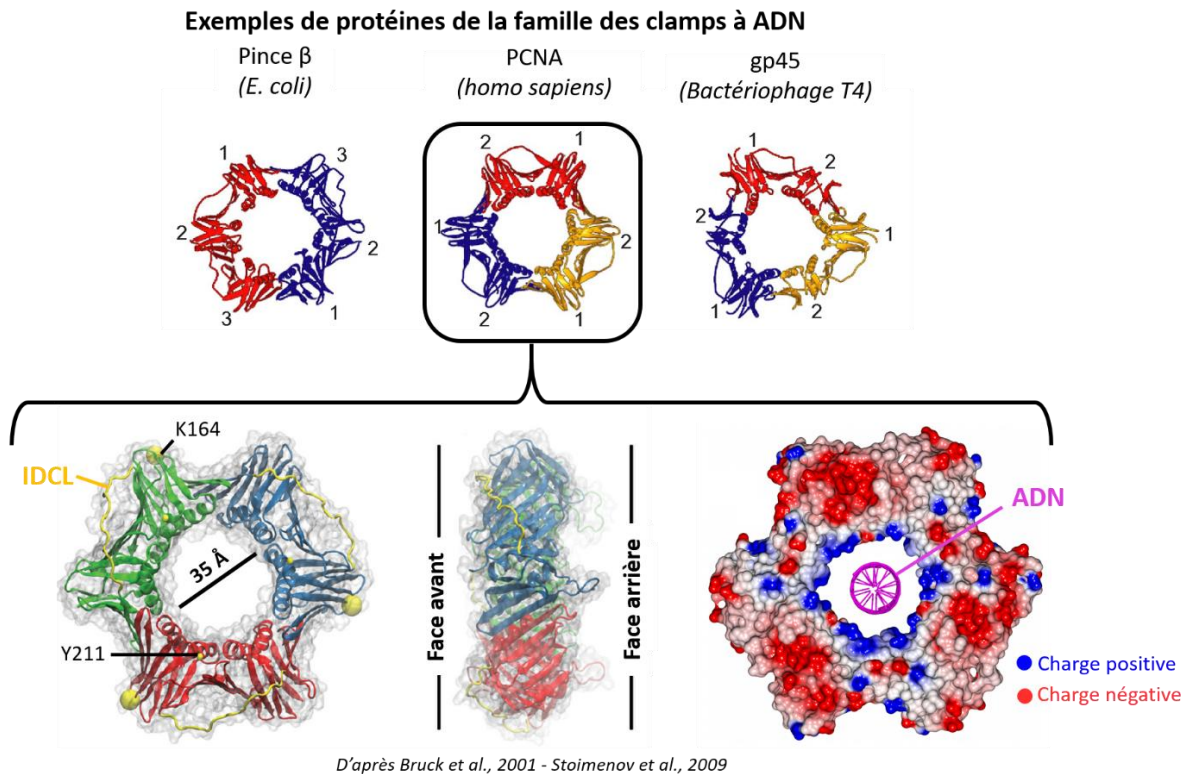 Exemples de protéines de la famille des clamps à ADN
Pince β
(E. coli)
PCNA
(homo sapiens)
gp45
(Bactériophage T4)
1
3
2
2
3
1
2
1
1
2
2
1
1
2
2
1
1
2
K164
IDCL
35 Å
Y211
Face avant
Face arrière
ADN
Charge positive
Charge négative
D'après Bruck et al., 2001 - Stoimenov et al., 2009